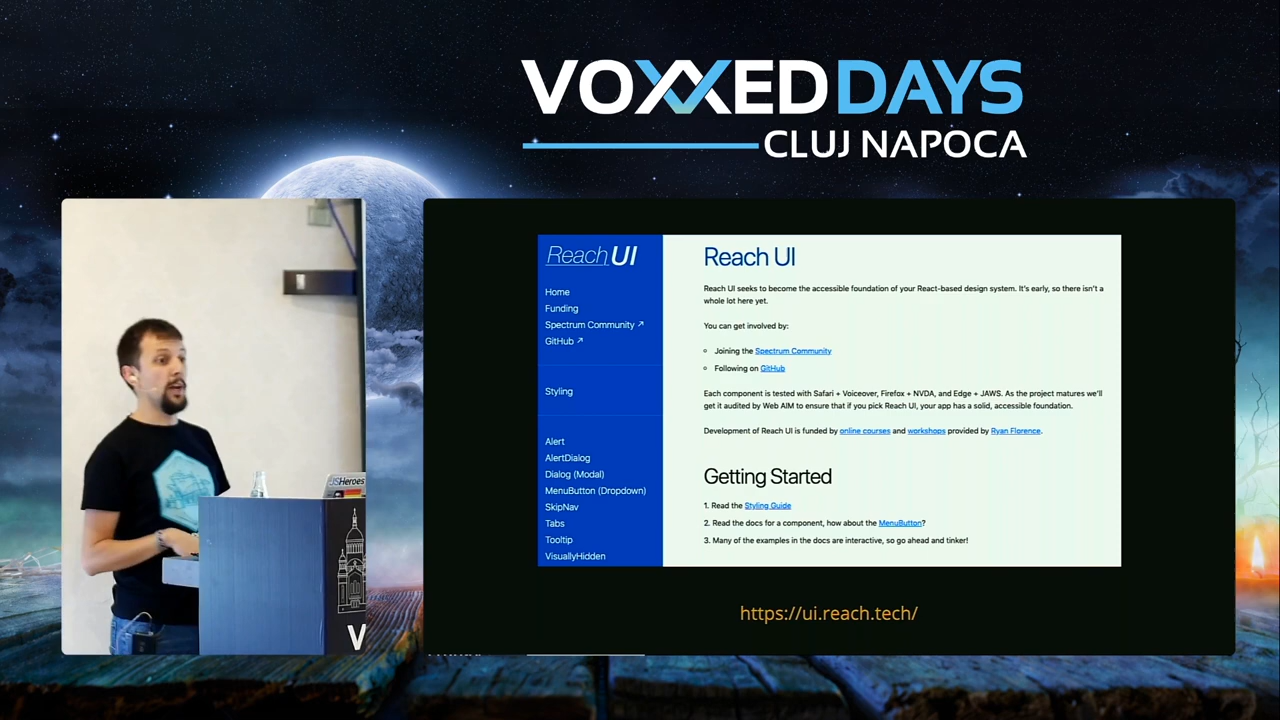 VOXXEDDAYS
CLUJ NAPOCA
JSHeroes
V
Reach UI
Home
Funding
Spectrum Community ↗
GitHub ↗
Styling
Alert
AlertDialog
Dialog (Modal)
MenuButton (Dropdown)
SkipNav
Tabs
Tooltip
VisuallyHidden
Reach UI
Reach UI seeks to become the accessible foundation of your React-based design system. It's early, so there isn't a
whole lot here yet.
You can get involved by:
Joining the Spectrum Community
Following on GitHub
Each component is tested with Safari + Voiceover, Firefox + NVDA, and Edge + JAWS. As the project matures we'll
get it audited by Web AIM to ensure that if you pick Reach UI, your app has a solid, accessible foundation.
Development of Reach UI is funded by online courses and workshops provided by Ryan Florence.
Getting Started
1. Read the Styling Guide
2. Read the docs for a component, how about the MenuButton?
3. Many of the examples in the docs are interactive, so go ahead and tinker!
https://ui.reach.tech/